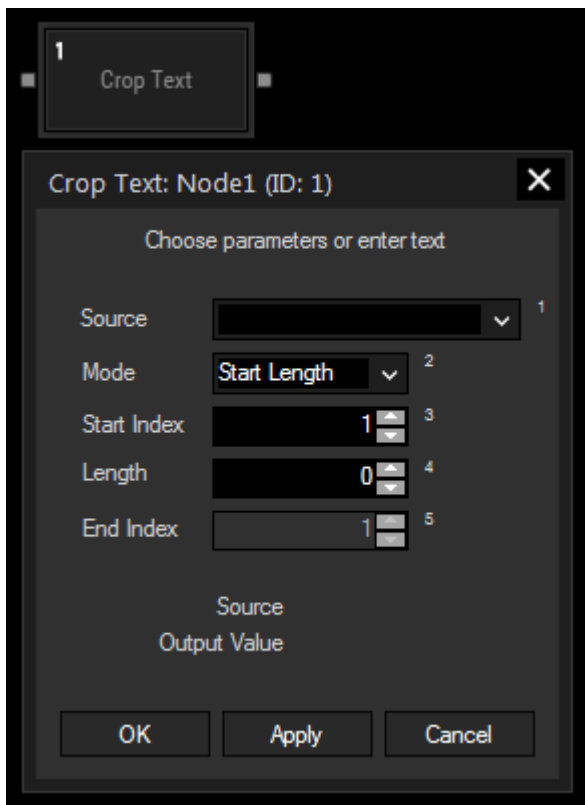 1
Crop Text
Crop Text: Node1 (ID: 1)
Choose parameters or enter text
Source 1
Mode Start Length 2
Start Index 1 3
Length 0 4
End Index 1 5
Source
Output Value
OK Apply Cancel